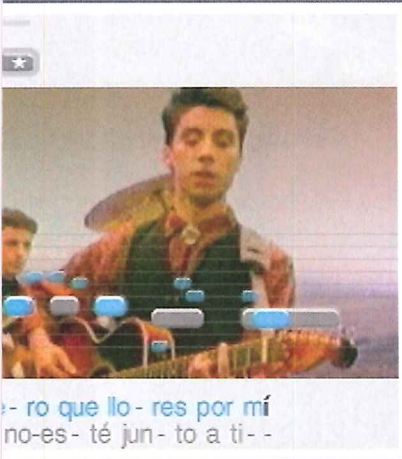 - ro que llo - res por mí
no-es - té jun - to a ti - -